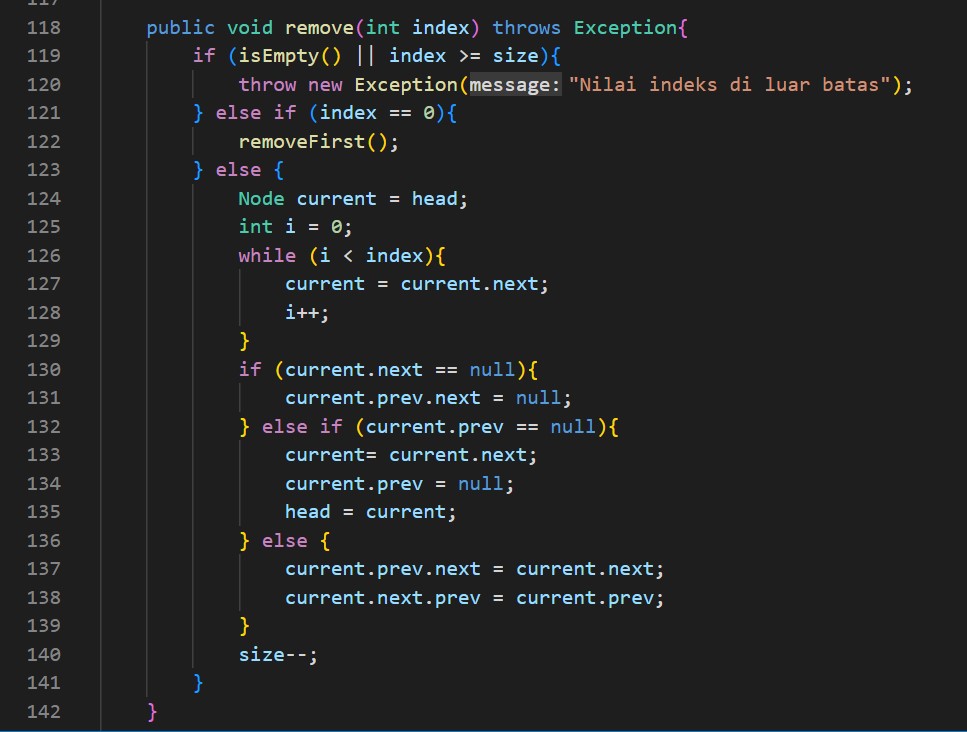 117
118 public void remove(int index) throws Exception{
119 if (isEmpty() || index >= size){
120 throw new Exception(message: "Nilai indeks di luar batas");
121 } else if (index == 0){
122 removeFirst();
123 } else {
124 Node current = head;
125 int i = 0;
126 while (i < index){
127 current = current.next;
128 i++;
129 }
130 if (current.next == null){
131 current.prev.next = null;
132 } else if (current.prev == null){
133 current= current.next;
134 current.prev = null;
135 head = current;
136 } else {
137 current.prev.next = current.next;
138 current.next.prev = current.prev;
139 }
140 size--;
141 }
142 }